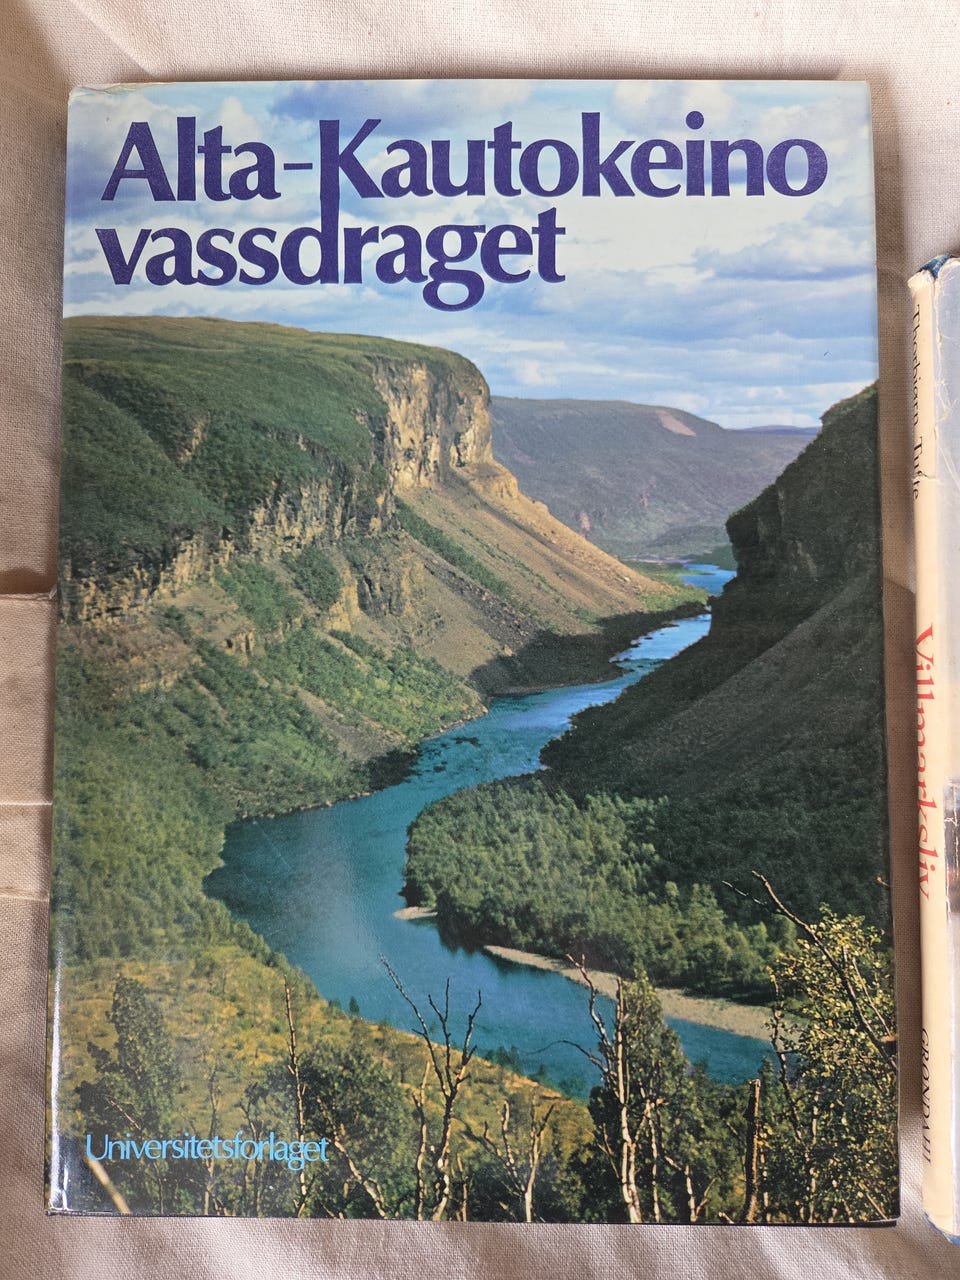 Alta-Kautokeino
vassdraget
Universitetsforlaget
Thorbjørn Tufte
Villmarksliv
GRØNDAHL